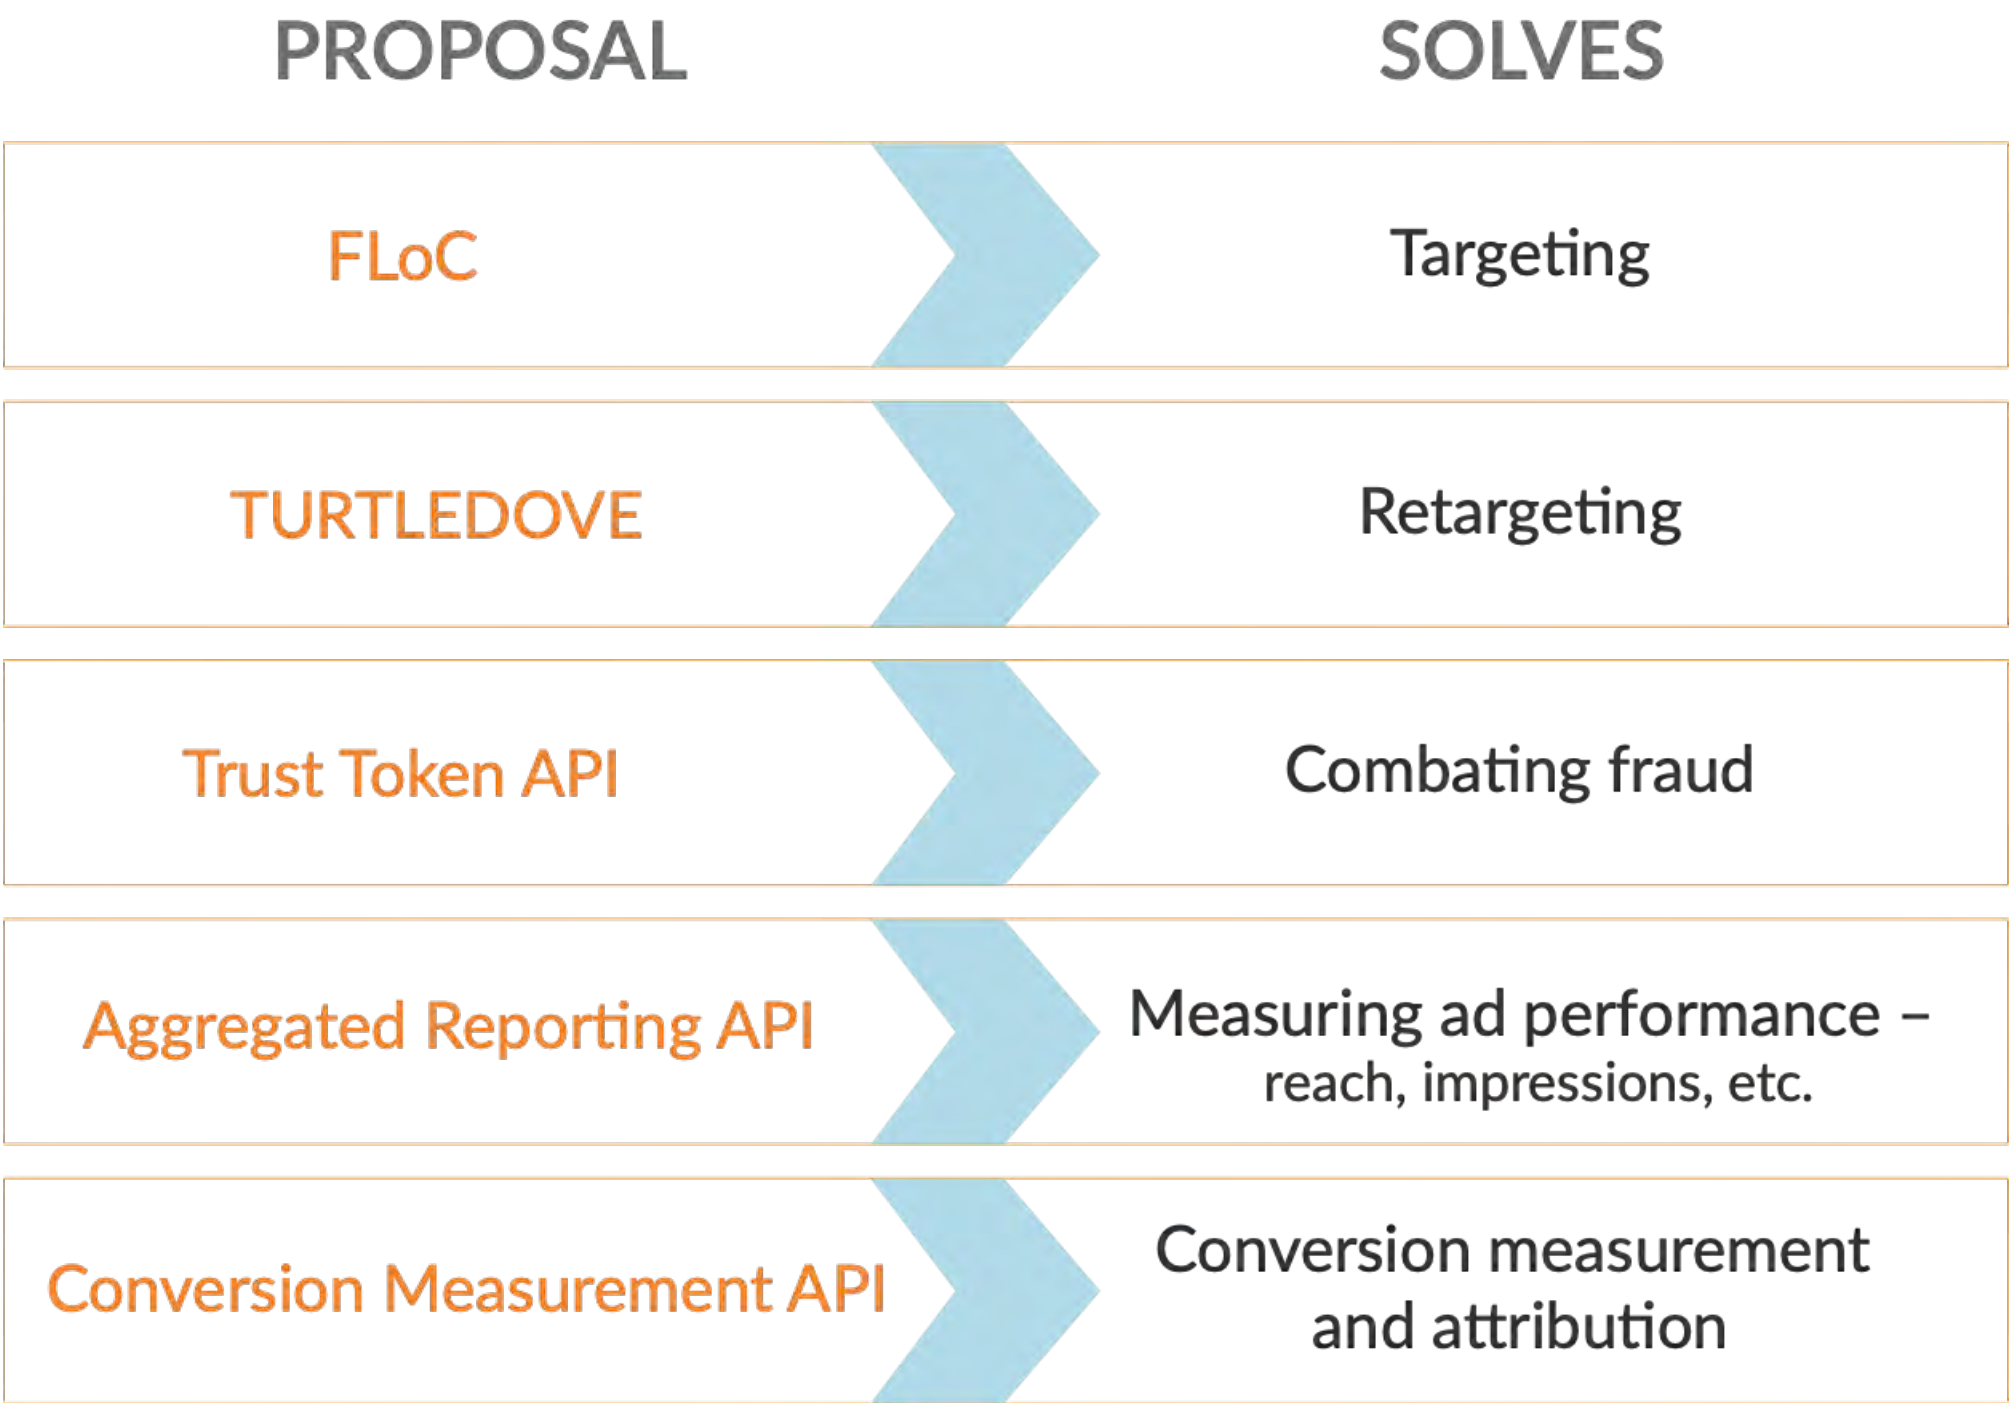 PROPOSAL
SOLVES
FLoC
Targeting
TURTLEDOVE
Retargeting
Trust Token API
Combating fraud
Aggregated Reporting API
Measuring ad performance –
reach, impressions, etc.
Conversion Measurement API
Conversion measurement
and attribution